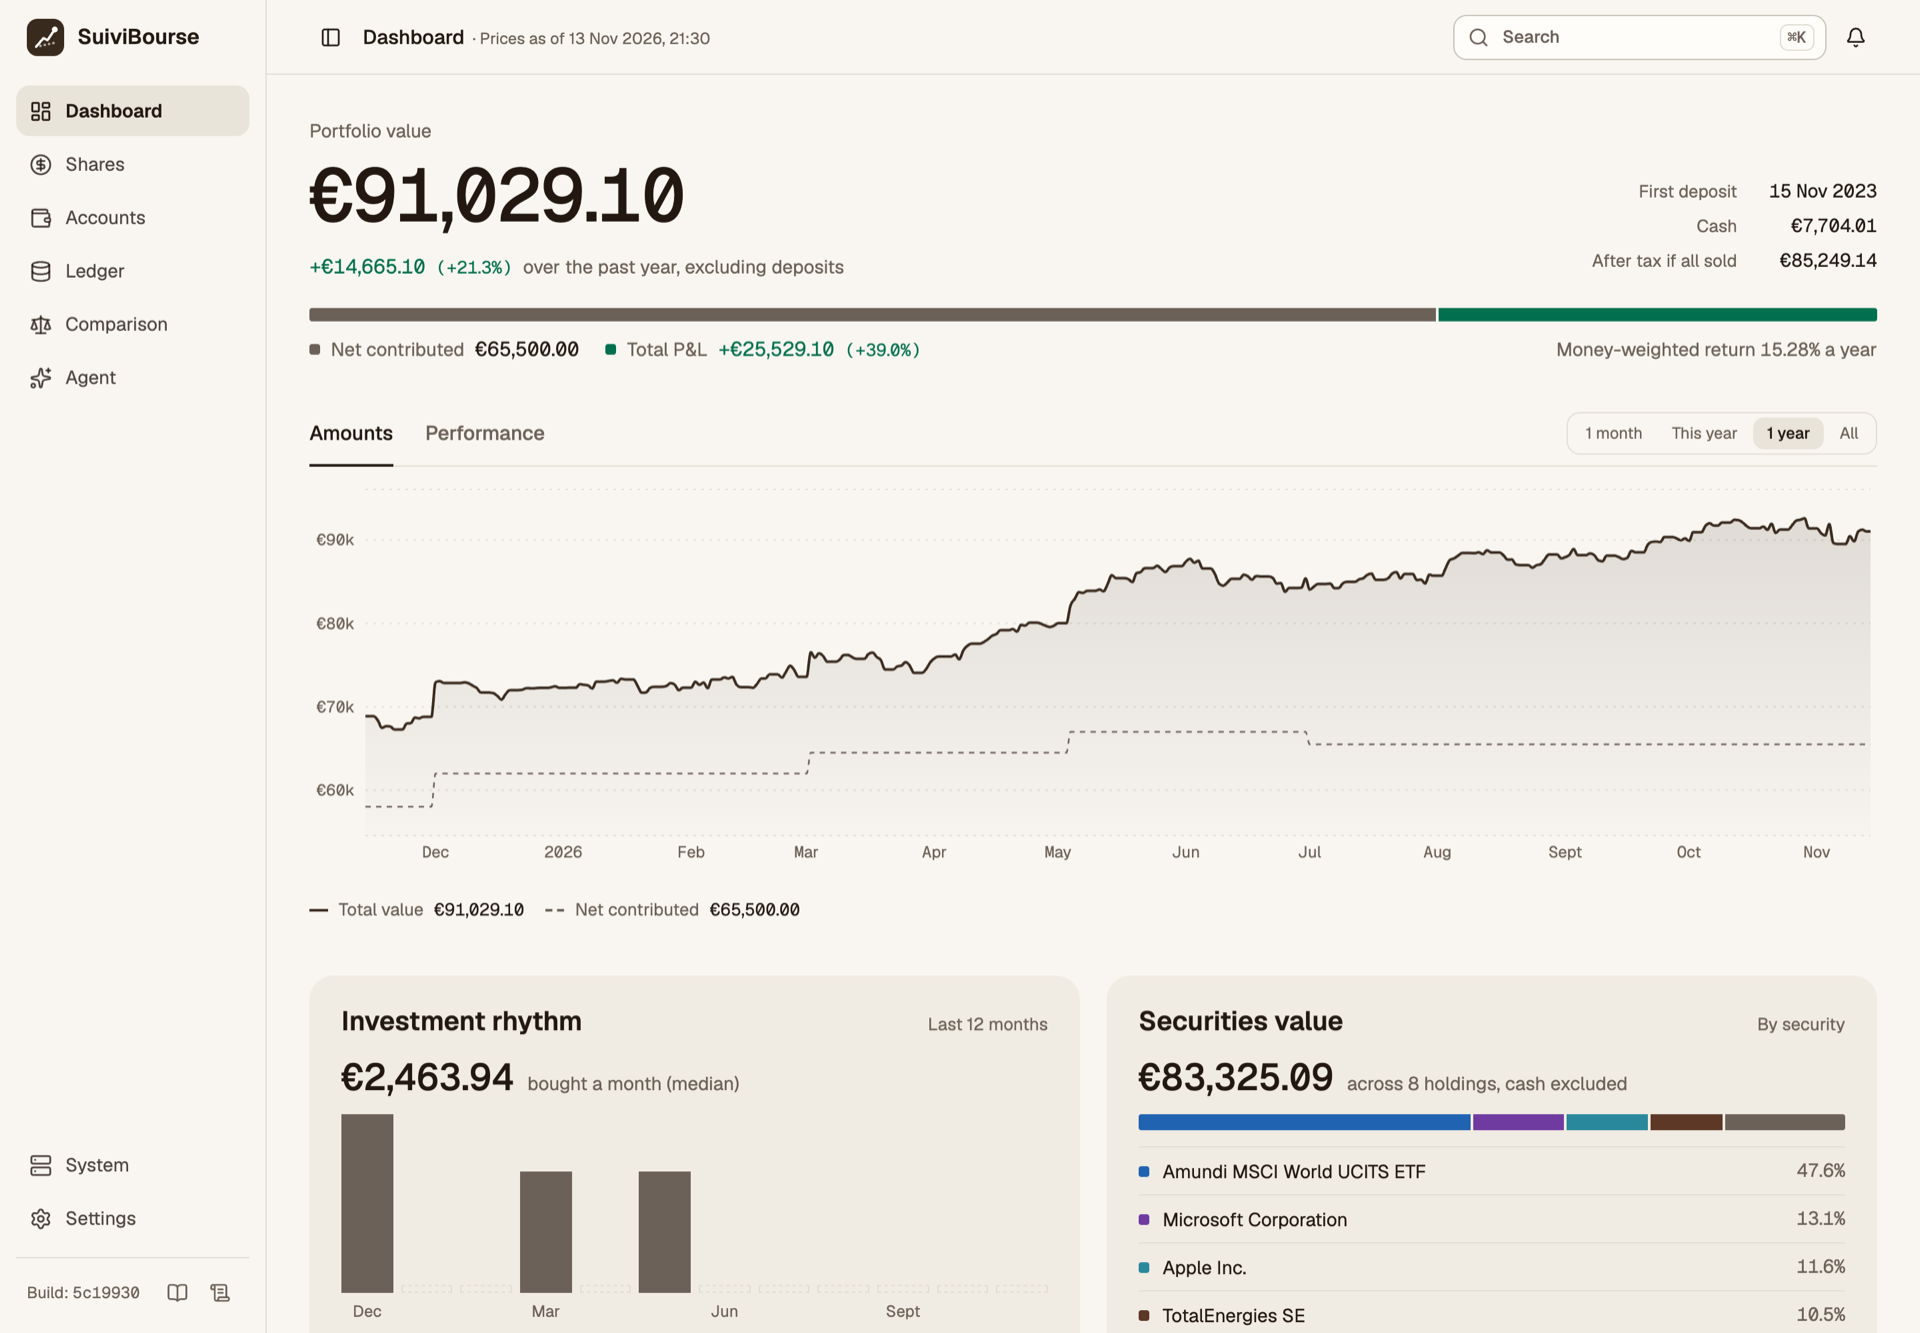 SuiviBourse
Dashboard
Shares
Accounts
Ledger
Comparison
Agent
System
Settings
Build: 5c19930
Dashboard · Prices as of 13 Nov 2026, 21:30
Search ⌘K
Portfolio value
€91,029.10
+€14,665.10 (+21.3%) over the past year, excluding deposits
First deposit 15 Nov 2023
Cash €7,704.01
After tax if all sold €85,249.14
Net contributed €65,500.00 Total P&L +€25,529.10 (+39.0%)
Money-weighted return 15.28% a year
Amounts Performance
1 month This year 1 year All
€90k
€80k
€70k
€60k
Dec 2026 Feb Mar Apr May Jun Jul Aug Sept Oct Nov
Total value €91,029.10 Net contributed €65,500.00
Investment rhythm Last 12 months
€2,463.94 bought a month (median)
Dec Mar Jun Sept
Securities value By security
€83,325.09 across 8 holdings, cash excluded
Amundi MSCI World UCITS ETF 47.6%
Microsoft Corporation 13.1%
Apple Inc. 11.6%
TotalEnergies SE 10.5%